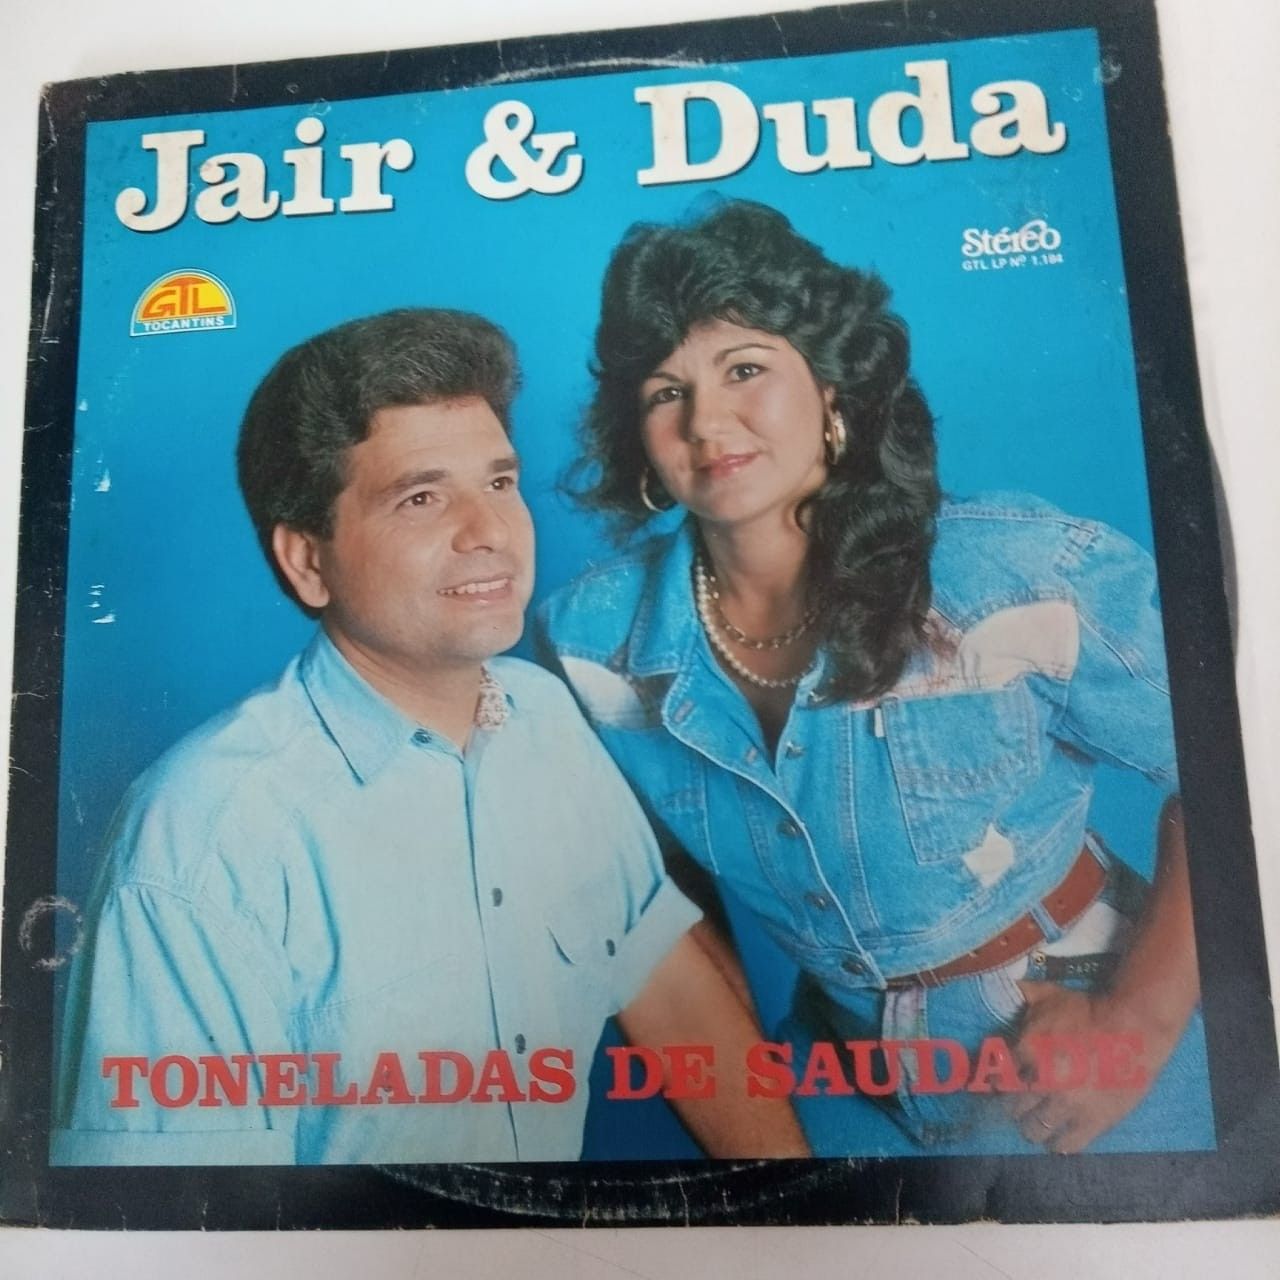 Jair & Duda
Stéreo
GTL LP Nº 1.184
GTL
TOCANTINS
TONELADAS DE SAUDADE